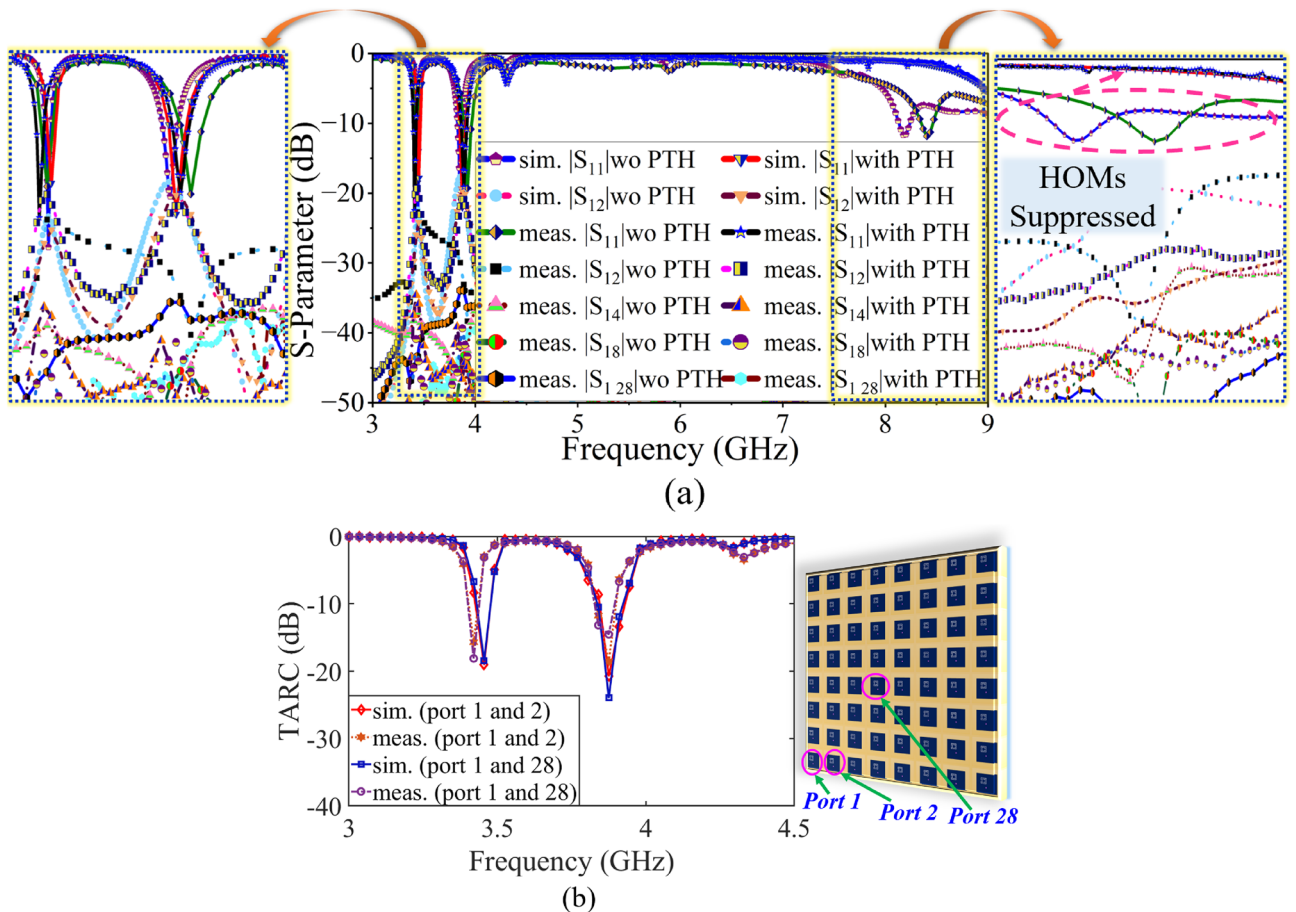 0
−10
−20
−30
−40
−50
S-Parameter (dB)
sim. |S11|wo PTH
sim. |S11|with PTH
sim. |S12|wo PTH
sim. |S12|with PTH
meas. |S11|wo PTH
meas. |S11|with PTH
meas. |S12|wo PTH
meas. |S12|with PTH
meas. |S14|wo PTH
meas. |S14|with PTH
meas. |S18|wo PTH
meas. |S18|with PTH
meas. |S1 28|wo PTH
meas. |S1 28|with PTH
HOMs
Suppressed
3 4 5 6 7 8 9
Frequency (GHz)
(a)
0
-10
-20
-30
-40
TARC (dB)
sim. (port 1 and 2)
meas. (port 1 and 2)
sim. (port 1 and 28)
meas. (port 1 and 28)
3 3.5 4 4.5
Frequency (GHz)
Port 1
Port 2
Port 28
(b)